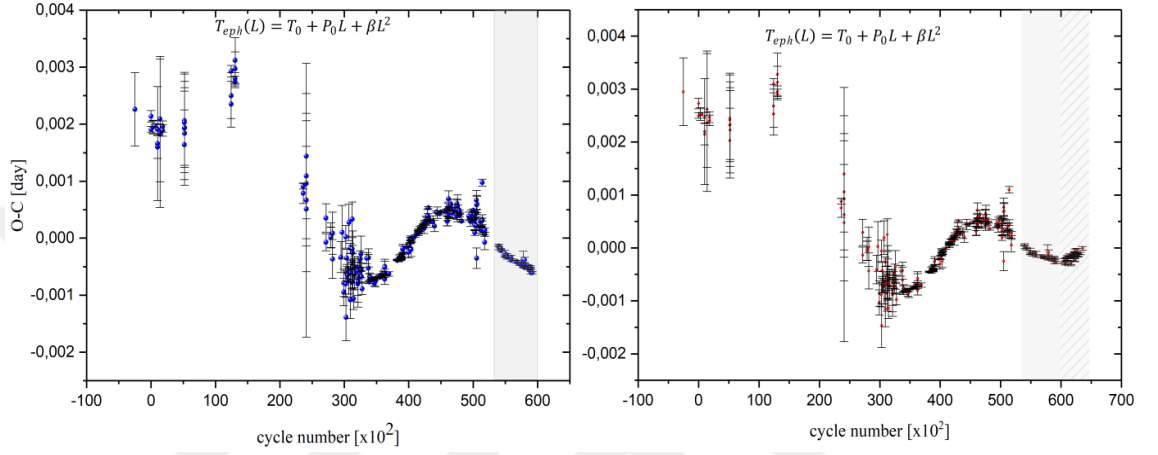 T_eph(L) = T_0 + P_0L + βL^2
0,004
0,003
0,002
0,001
0,000
-0,001
-0,002
O-C [day]
-100 0 100 200 300 400 500 600
cycle number [x10^2]
T_eph(L) = T_0 + P_0L + βL^2
0,004
0,003
0,002
0,001
0,000
-0,001
-0,002
-100 0 100 200 300 400 500 600 700
cycle number [x10^2]